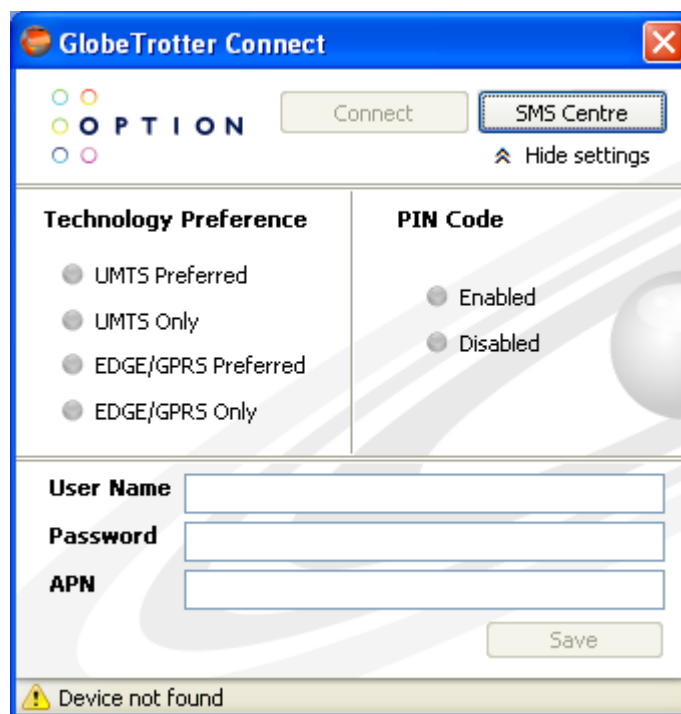 GlobeTrotter Connect
OPTION
Connect
SMS Centre
Hide settings
Technology Preference
UMTS Preferred
UMTS Only
EDGE/GPRS Preferred
EDGE/GPRS Only
PIN Code
Enabled
Disabled
User Name
Password
APN
Save
Device not found